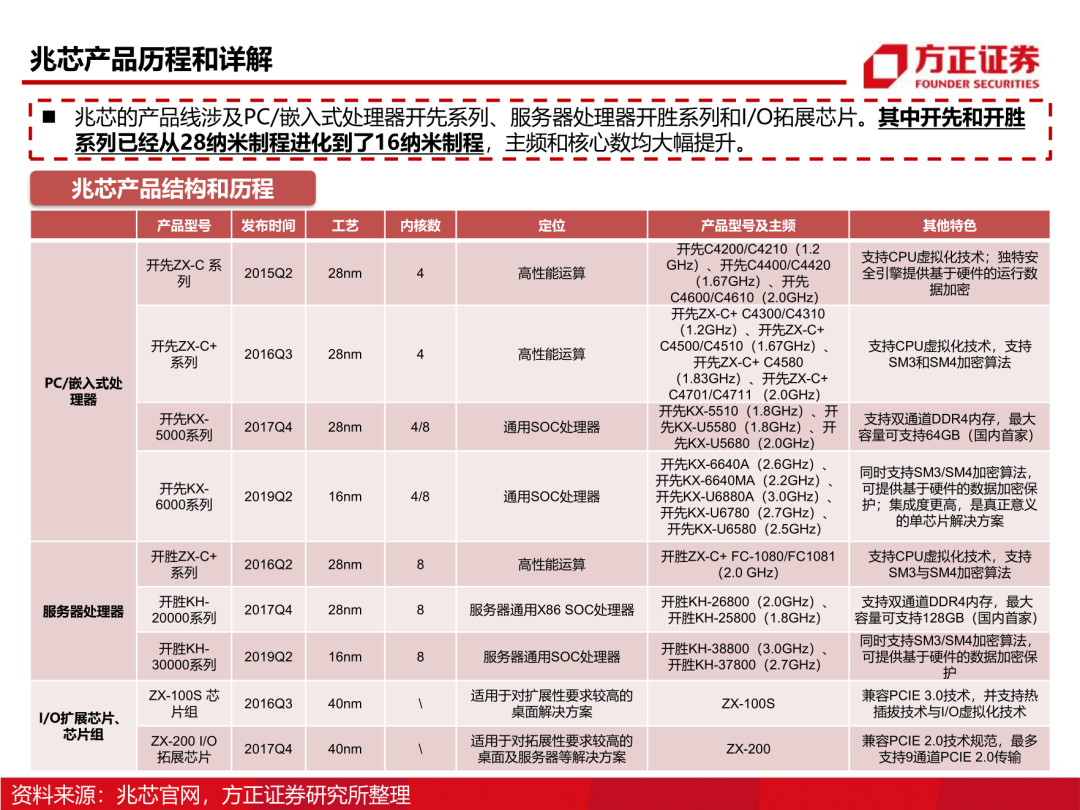 兆芯产品历程和详解
方正证券
FOUNDER SECURITIES
■ 兆芯的产品线涉及PC/嵌入式处理器开先系列、服务器处理器开胜系列和I/O拓展芯片。其中开先和开胜
系列已经从28纳米制程进化到了16纳米制程，主频和核心数均大幅提升。
兆芯产品结构和历程
产品型号 发布时间 工艺 内核数 定位 产品型号及主频 其他特色
PC/嵌入式处
理器
开先ZX-C 系
列
2015Q2 28nm 4 高性能运算
开先C4200/C4210（1.2
GHz）、开先C4400/C4420
（1.67GHz）、开先
C4600/C4610（2.0GHz）
支持CPU虚拟化技术；独特安
全引擎提供基于硬件的运行数
据加密
开先ZX-C+
系列
2016Q3 28nm 4 高性能运算
开先ZX-C+ C4300/C4310
（1.2GHz）、开先ZX-C+
C4500/C4510（1.67GHz）、
开先ZX-C+ C4580
（1.83GHz）、开先ZX-C+
C4701/C4711 （2.0GHz）
支持CPU虚拟化技术，支持
SM3和SM4加密算法
开先KX-
5000系列
2017Q4 28nm 4/8 通用SOC处理器
开先KX-5510（1.8GHz）、开
先KX-U5580（1.8GHz）、开
先KX-U5680（2.0GHz）
支持双通道DDR4内存，最大
容量可支持64GB（国内首家）
开先KX-
6000系列
2019Q2 16nm 4/8 通用SOC处理器
开先KX-6640A（2.6GHz）、
开先KX-6640MA（2.2GHz）、
开先KX-U6880A（3.0GHz）、
开先KX-U6780（2.7GHz）、
开先KX-U6580（2.5GHz）
同时支持SM3/SM4加密算法，
可提供基于硬件的数据加密保
护；集成度更高，是真正意义
的单芯片解决方案
服务器处理器
开胜ZX-C+
系列
2016Q2 28nm 8 高性能运算
开胜ZX-C+ FC-1080/FC1081
（2.0 GHz）
支持CPU虚拟化技术，支持
SM3与SM4加密算法
开胜KH-
20000系列
2017Q4 28nm 8 服务器通用X86 SOC处理器
开胜KH-26800（2.0GHz）、
开胜KH-25800（1.8GHz）
支持双通道DDR4内存，最大
容量可支持128GB（国内首家）
开胜KH-
30000系列
2019Q2 16nm 8 服务器通用SOC处理器
开胜KH-38800（3.0GHz）、
开胜KH-37800（2.7GHz）
同时支持SM3/SM4加密算法，
可提供基于硬件的数据加密保
护
I/O扩展芯片、
芯片组
ZX-100S 芯
片组
2016Q3 40nm \
适用于对扩展性要求较高的
桌面解决方案
ZX-100S
兼容PCIE 3.0技术，并支持热
插拔技术与I/O虚拟化技术
ZX-200 I/O
拓展芯片
2017Q4 40nm \
适用于对拓展性要求较高的
桌面及服务器等解决方案
ZX-200
兼容PCIE 2.0技术规范，最多
支持9通道PCIE 2.0传输
资料来源：兆芯官网，方正证券研究所整理